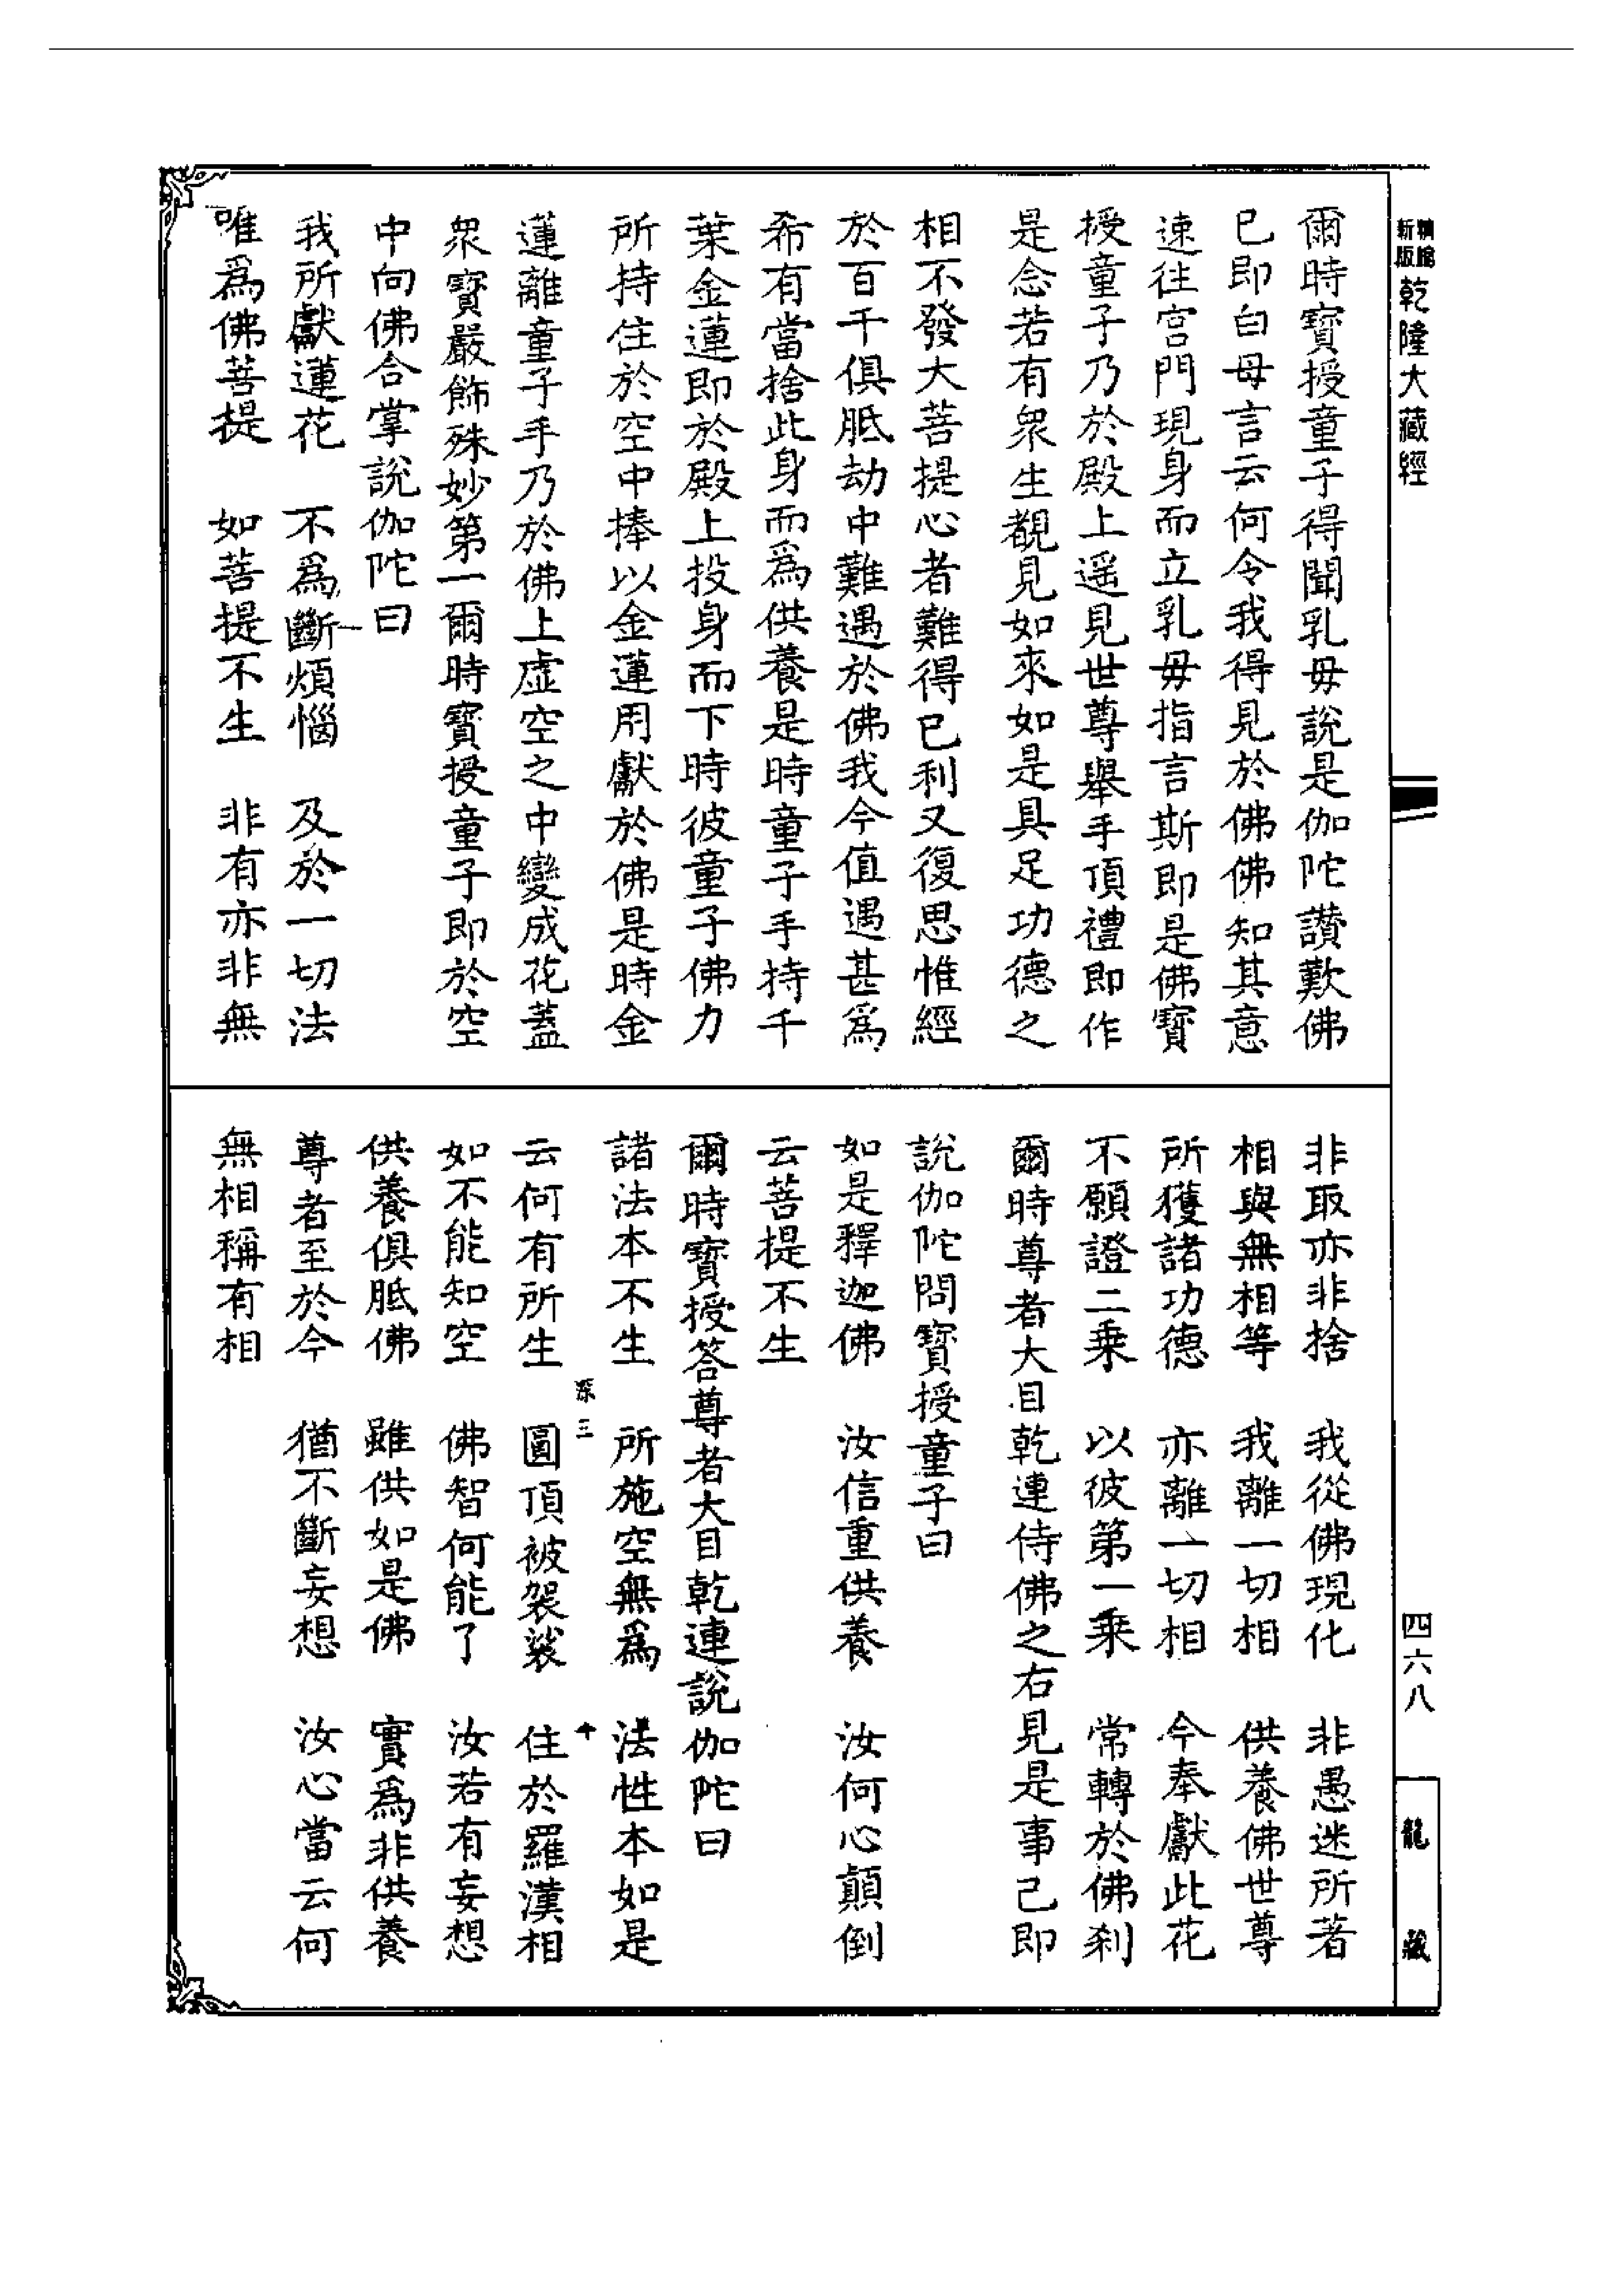 新版 精縮
乾隆大藏經
爾時寶授童子得聞乳毋說是伽陀讚歎佛
已即白母言云何令我得見於佛佛知其意
速往宮門現身而立乳毋指言斯即是佛寶
授童子乃於殿上遥見世尊舉手頂禮即作
是念若有衆生覩見如來如是具足功德之
相不發大菩提心者難得已利又復思惟經
於百千俱胝劫中難遇於佛我今值遇甚爲
希有當捨此身而爲供養是時童子手持千
葉金蓮即於殿上投身而下時彼童子佛力
所持住於空中捧以金蓮用獻於佛是時金
蓮離童子手乃於佛上虛空之中變成花蓋
衆寶嚴飾殊妙第一爾時寶授童子即於空
中向佛合掌說伽陀曰
我所獻蓮花　不爲斷煩惱　及於一切法
唯爲佛菩提　如菩提不生　非有亦非無
非取亦非捨　我從佛現化　非愚迷所著
相與無相等　我離一切相　供養佛世尊
所獲諸功德　亦離一切相　今奉獻此花
不願證二乘　以彼第一乘　常轉於佛刹
爾時尊者大目乾連侍佛之右見是事已即
說伽陀問寶授童子曰
如是釋迦佛　汝信重供養　汝何心顛倒
云菩提不生
爾時寶授答尊者大目乾連說伽陀曰
諸法本不生　所施空無爲　法性本如是
三　十
云何有所生　圓頂被袈裟　住於羅漢相
如不能知空　佛智何能了　汝若有妄想
供養俱胝佛　雖供如是佛　實爲非供養
尊者至於今　猶不斷妄想　汝心當云何
無相稱有相
四六八
龍藏